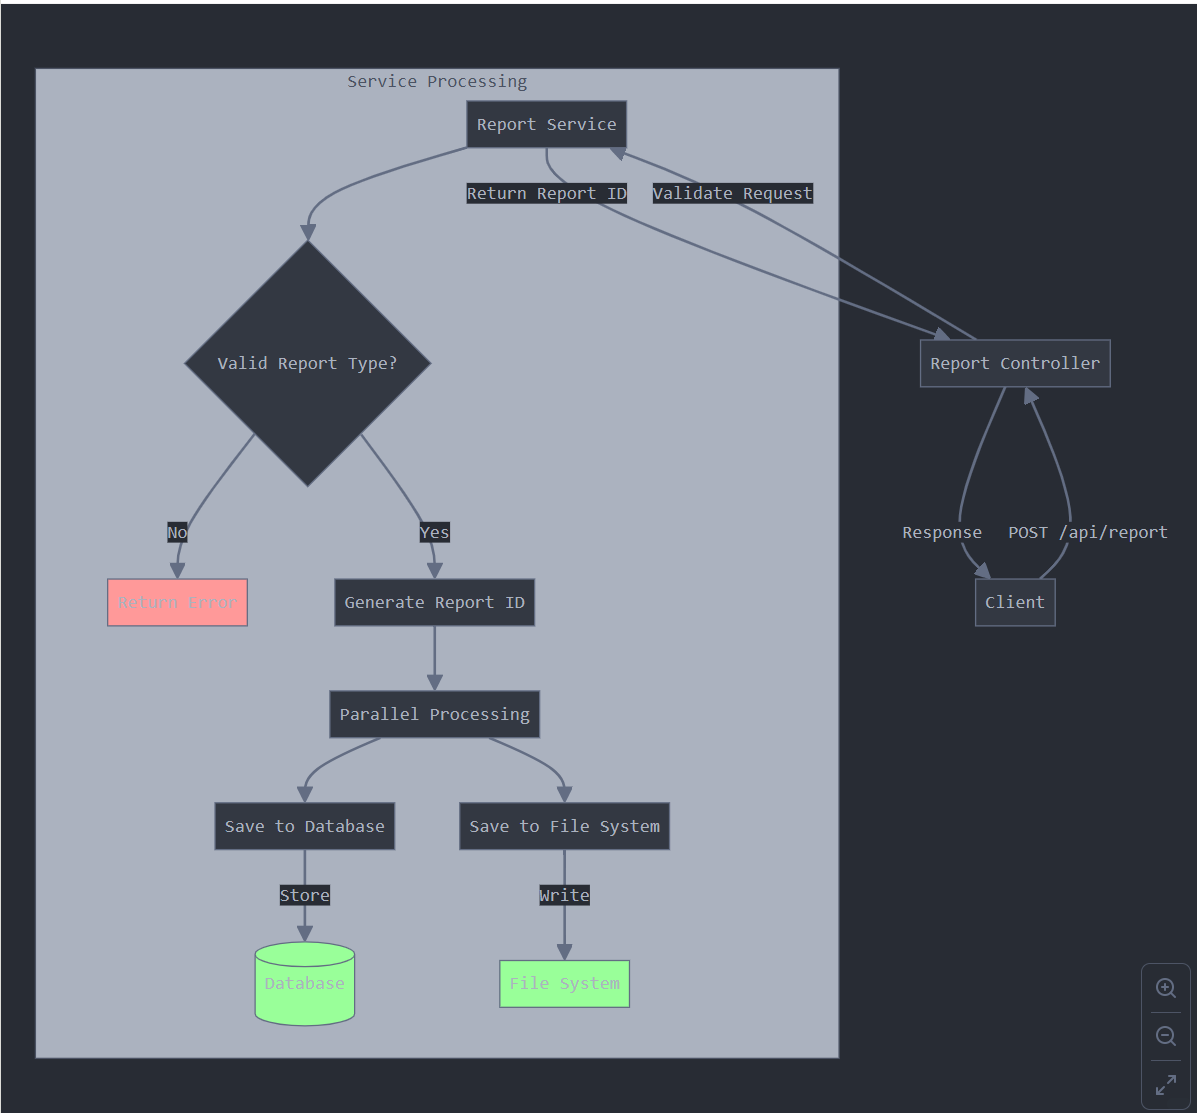 Service Processing
Report Service
Return Report ID
Validate Request
Valid Report Type?
Report Controller
No
Yes
Response
POST /api/report
Return Error
Generate Report ID
Client
Parallel Processing
Save to Database
Save to File System
Store
Write
Database
File System